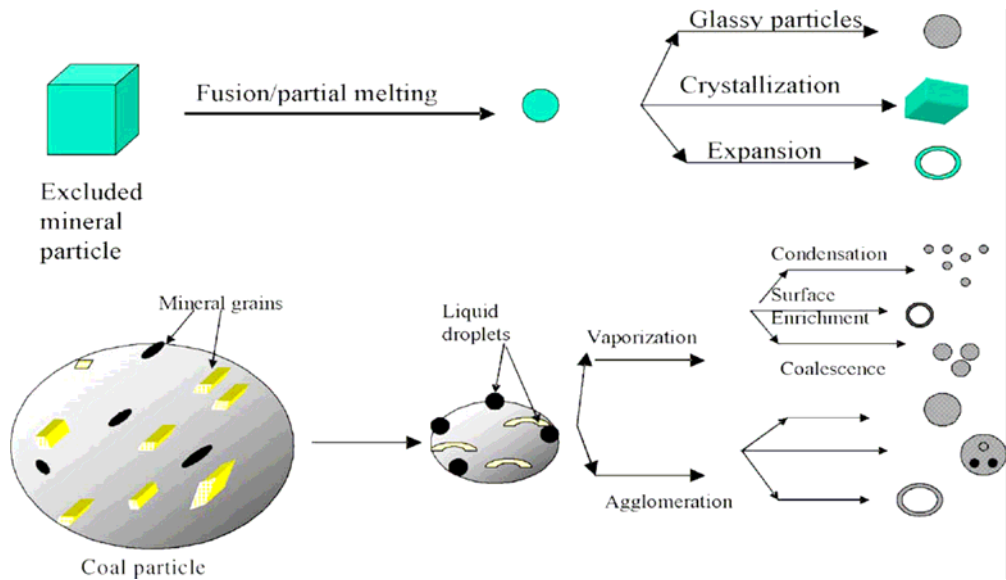 Glassy particles
Fusion/partial melting
Crystallization
Expansion
Excluded
mineral
particle
Mineral grains
Liquid
droplets
Condensation
Surface
Enrichment
Vaporization
Coalescence
Agglomeration
Coal particle